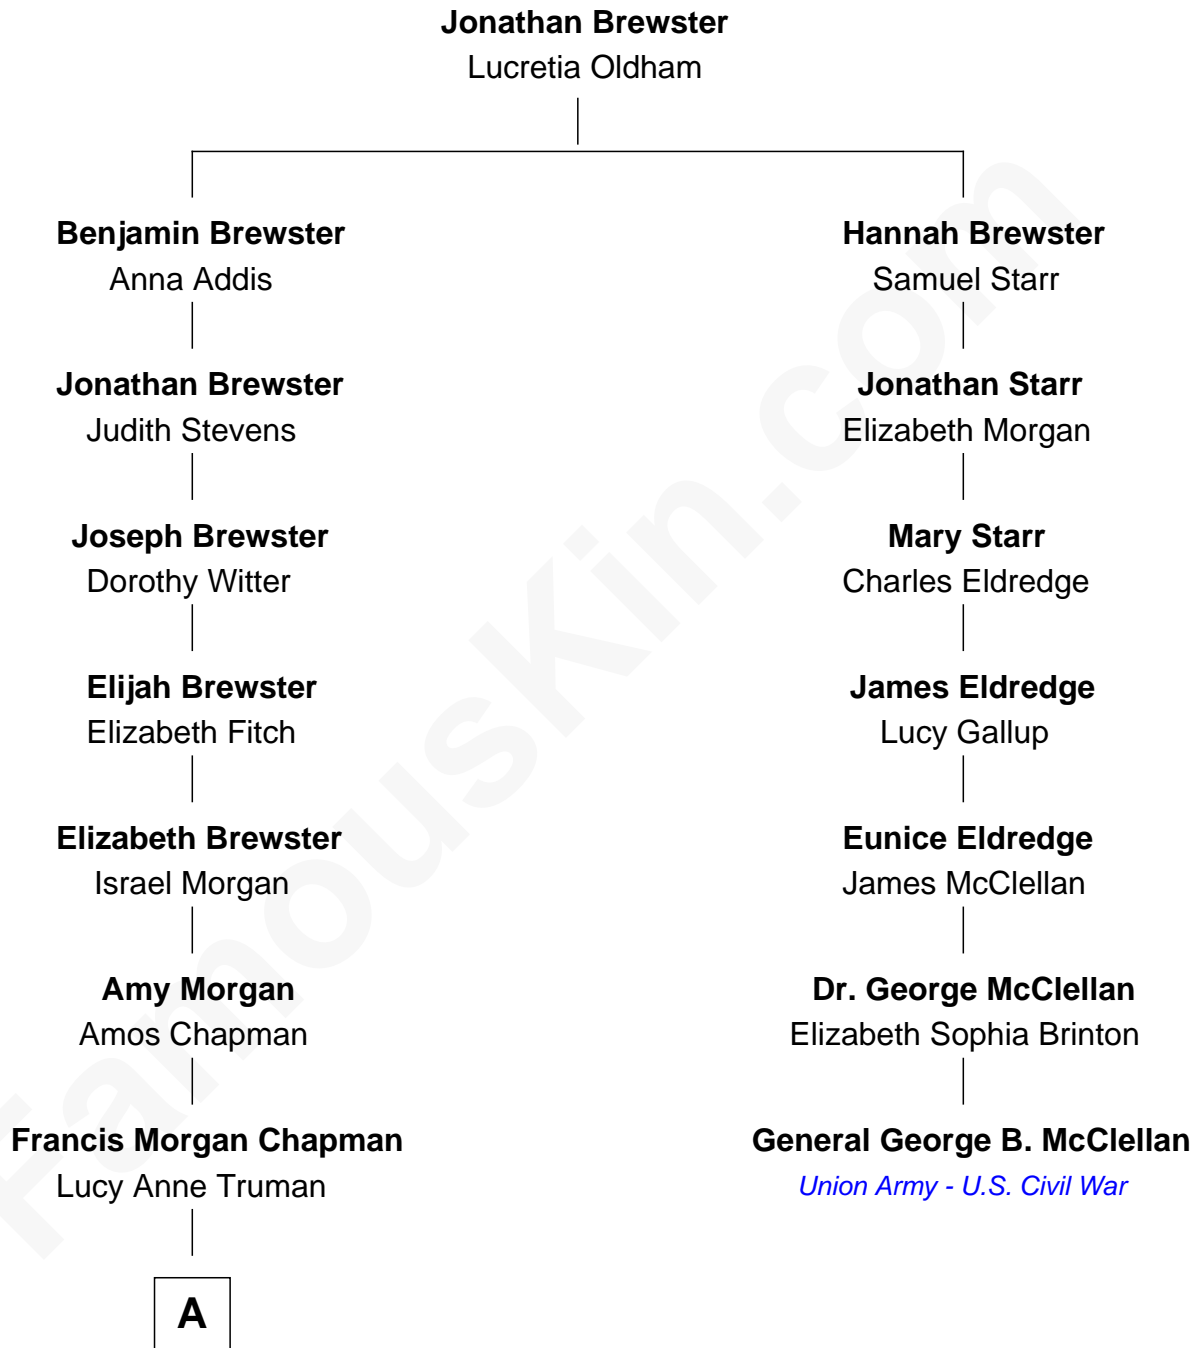 Jonathan Brewster
Lucretia Oldham
Benjamin Brewster
Anna Addis
Hannah Brewster
Samuel Starr
Jonathan Brewster
Judith Stevens
Jonathan Starr
Elizabeth Morgan
Joseph Brewster
Dorothy Witter
Mary Starr
Charles Eldredge
Elijah Brewster
Elizabeth Fitch
James Eldredge
Lucy Gallup
Elizabeth Brewster
Israel Morgan
Eunice Eldredge
James McClellan
Amy Morgan
Amos Chapman
Dr. George McClellan
Elizabeth Sophia Brinton
Francis Morgan Chapman
Lucy Anne Truman
General George B. McClellan
Union Army - U.S. Civil War
A
FamousKin.com